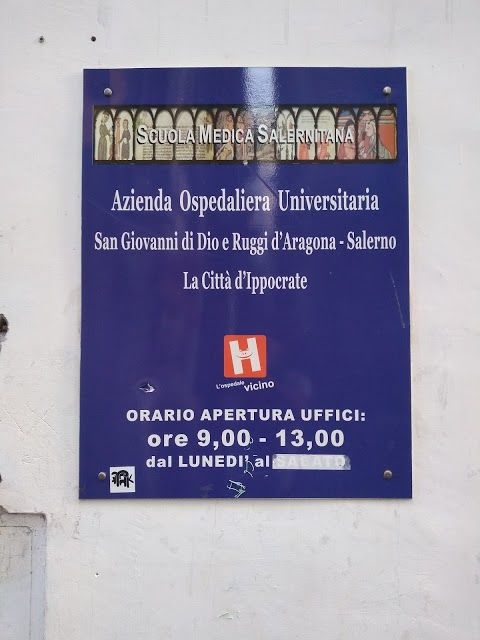 SCUOLA MEDICA SALERNITANA
Azienda Ospedaliera Universitaria
San Giovanni di Dio e Ruggi d'Aragona - Salerno
La Città d'Ippocrate
H
L'ospedale vicino
ORARIO APERTURA UFFICI:
ore 9,00 - 13,00
dal LUNEDI' al SABATO